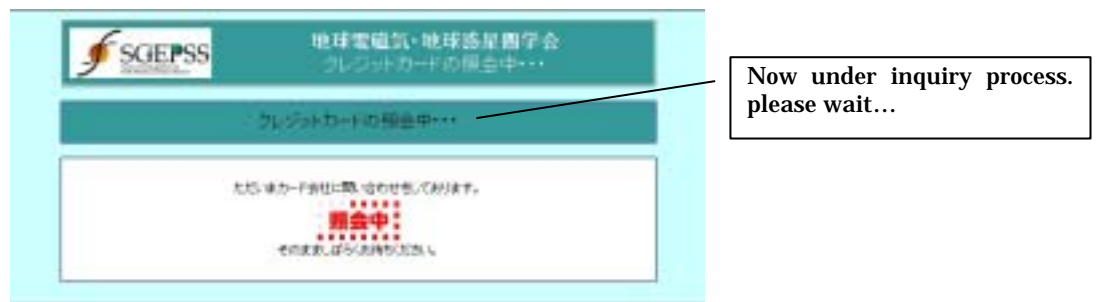 SGEPSS
地球電磁気・地球惑星圏学会
クレジットカードの照会中・・・
クレジットカードの照会中・・・
ただいまカード会社に問い合わせをしております。
照会中
そのまましばらくお待ちください。
Now under inquiry process.
please wait…